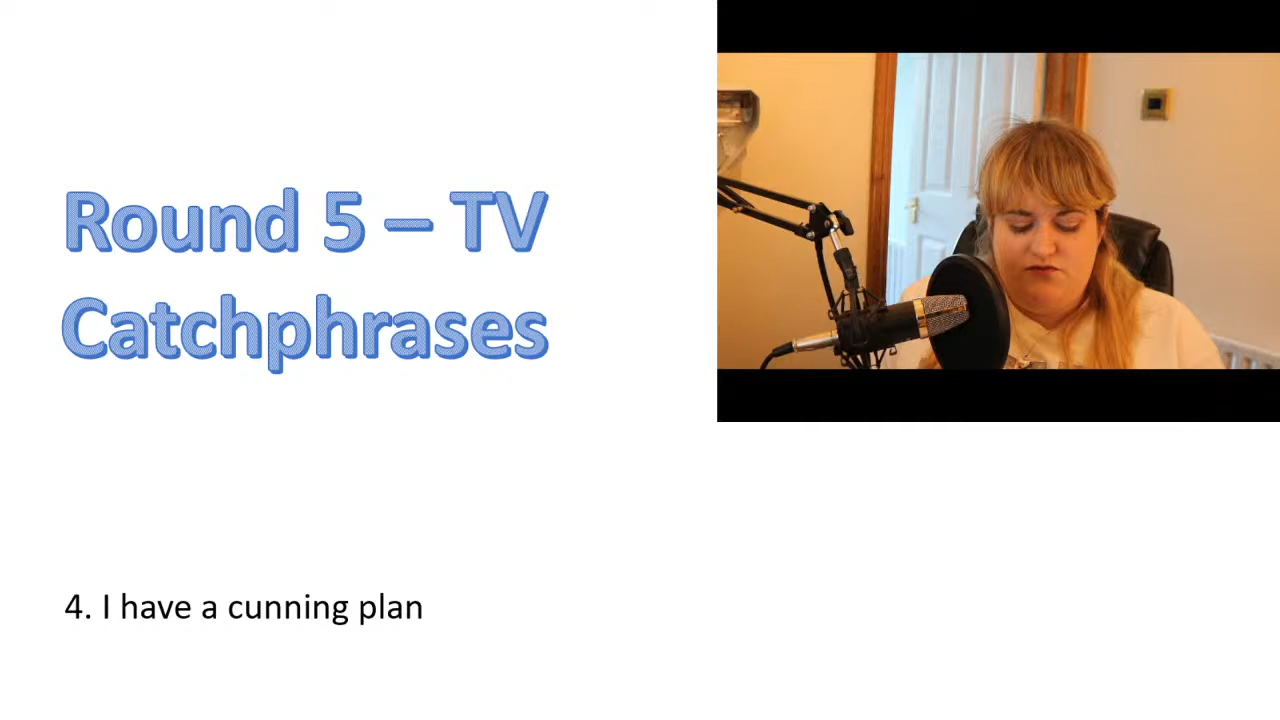 Round 5 – TV
Catchphrases
4. I have a cunning plan